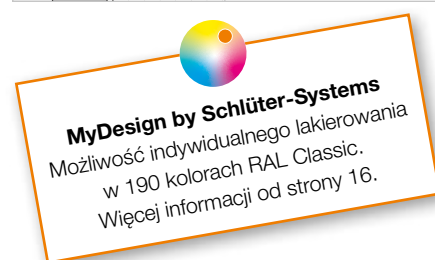 MyDesign by Schlüter-Systems
Możliwość indywidualnego lakierowania
w 190 kolorach RAL Classic.
Więcej informacji od strony 16.